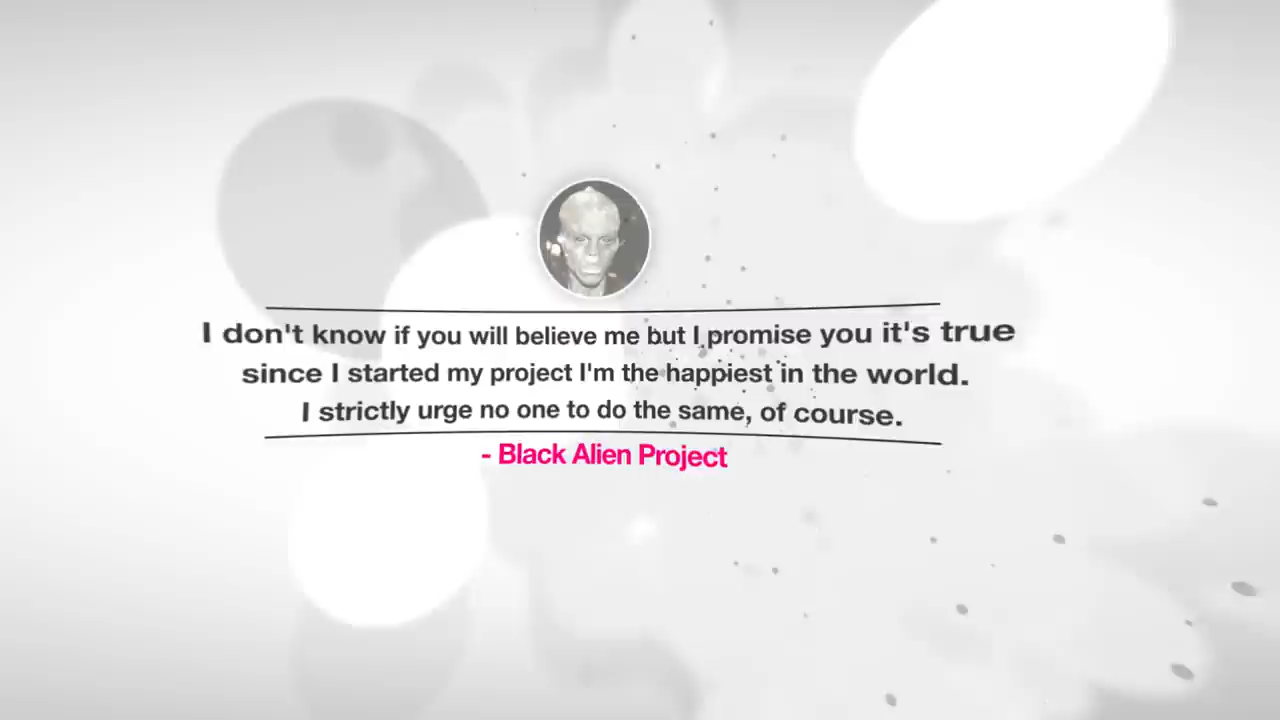 I don't know if you will believe me but I promise you it's true
since I started my project I'm the happiest in the world.
I strictly urge no one to do the same, of course.
- Black Alien Project